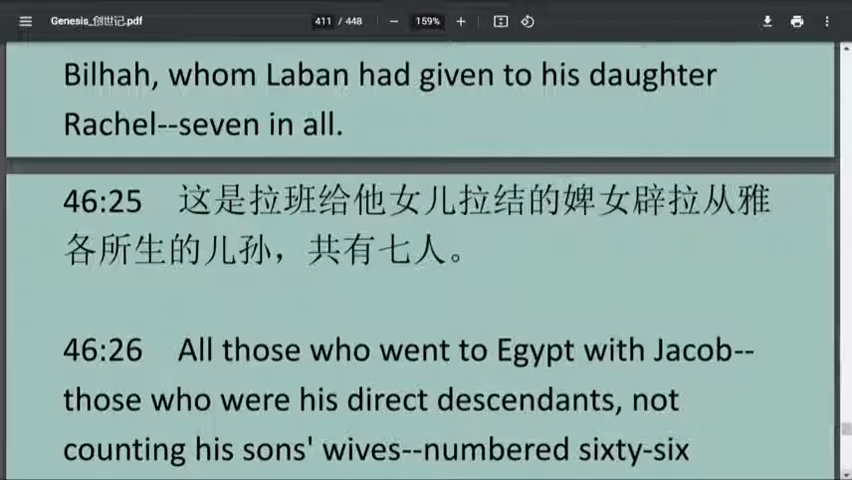 Genesis_创世记.pdf
411 / 448
159%
Bilhah, whom Laban had given to his daughter
Rachel--seven in all.
46:25 这是拉班给他女儿拉结的婢女辟拉从雅
各所生的儿孙，共有七人。
46:26 All those who went to Egypt with Jacob--
those who were his direct descendants, not
counting his sons' wives--numbered sixty-six